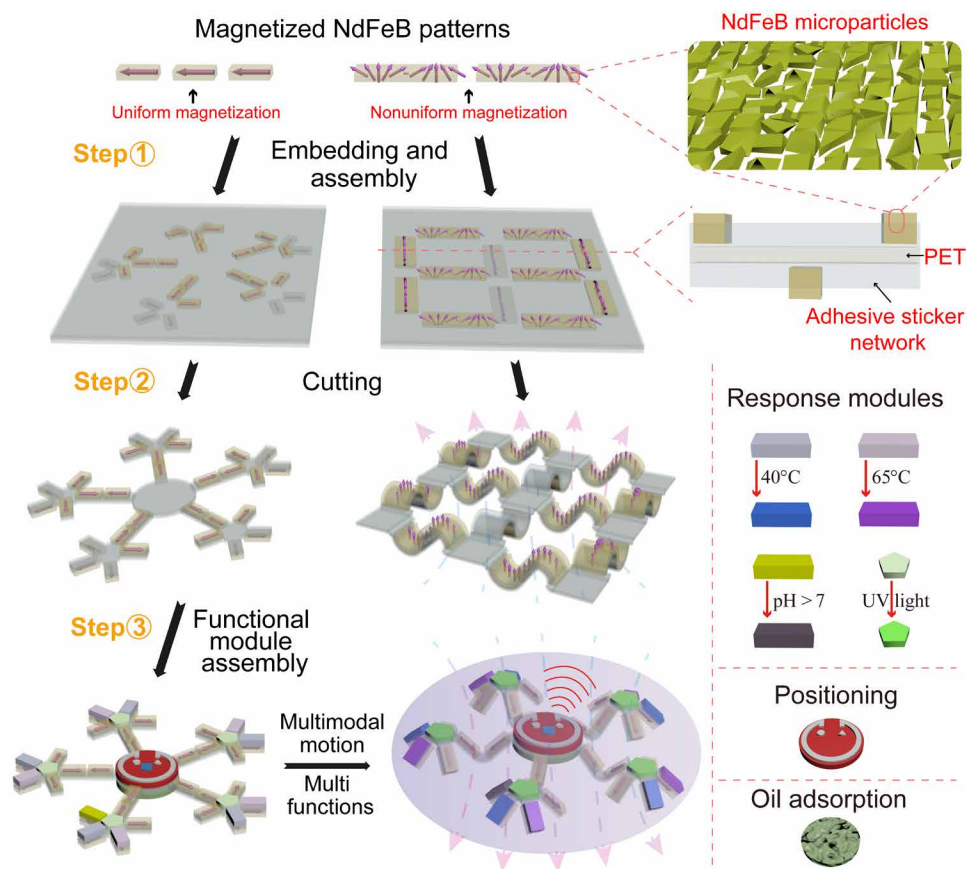 Magnetized NdFeB patterns
NdFeB microparticles
Uniform magnetization
Nonuniform magnetization
Step①
Embedding and
assembly
PET
Adhesive sticker
network
Step②
Cutting
Response modules
40°C
65°C
pH > 7
UV light
Step③
Functional
module
assembly
Multimodal
motion
Multi
functions
Positioning
Oil adsorption